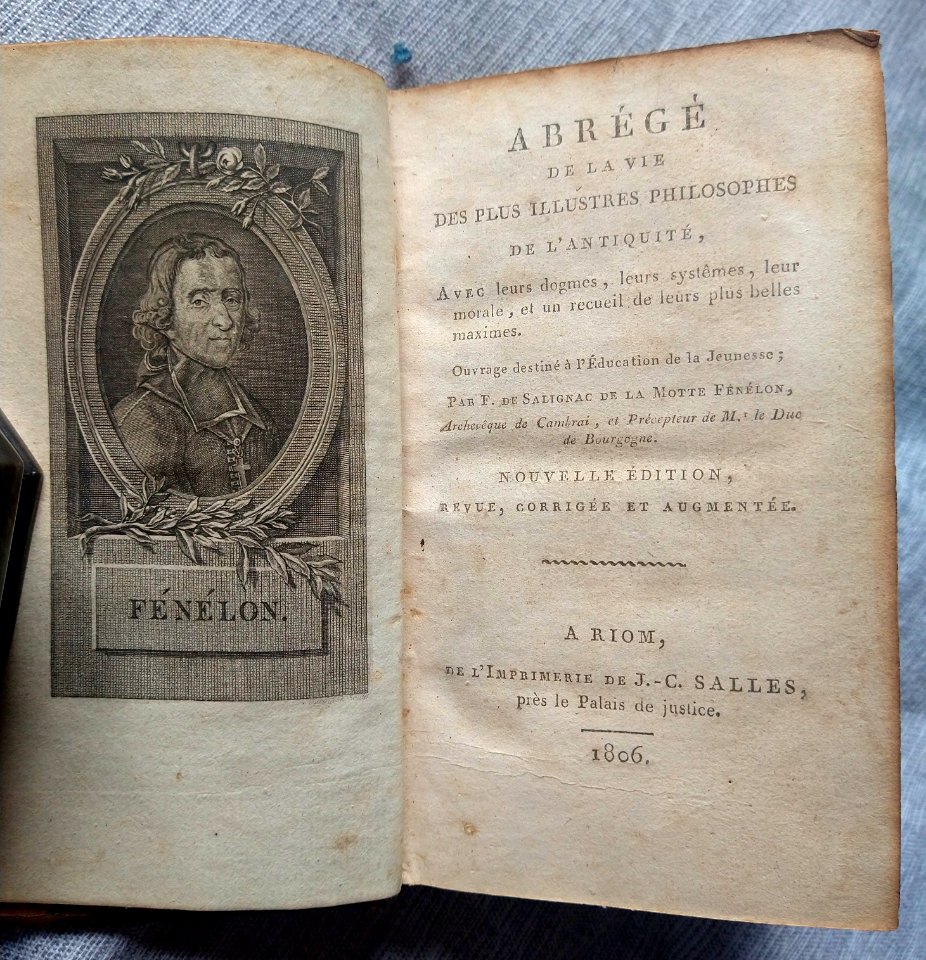 FÉNÉLON.
ABRÉGÉ
DE LA VIE
DES PLUS ILLUSTRES PHILOSOPHES
DE L'ANTIQUITÉ,
AVEC leurs dogmes, leurs systêmes, leur
morale, et un recueil de leurs plus belles
maximes.
Ouvrage destiné à l'Éducation de la Jeunesse;
PAR F. DE SALIGNAC DE LA MOTTE FÉNÉLON,
Archevêque de Cambrai, et Précepteur de M.r le Duc
de Bourgogne.
NOUVELLE ÉDITION,
REVUE, CORRIGÉE ET AUGMENTÉE.
A RIOM,
DE L'IMPRIMERIE DE J.-C. SALLES,
près le Palais de justice.
1806.